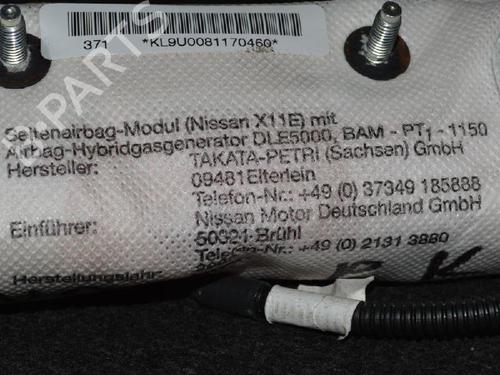 371 *KL9U0081170460*
Seiteneirbag-Modul (Nissan X11E) mit
Airbag-Hybridgasgenerator DLE5000, BAM - PT1 - 1150
Hersteller: TAKATA-PETRI (Sachsen) GmbH
09481 Elterlein
Telefon-Nr.: +49 (0) 37349 185888
Nissan Motor Deutschland GmbH
Einführer: 50321 Brühl
Telefon-Nr.: +49 (0) 2131 3880
Herstellungsjahr:
K